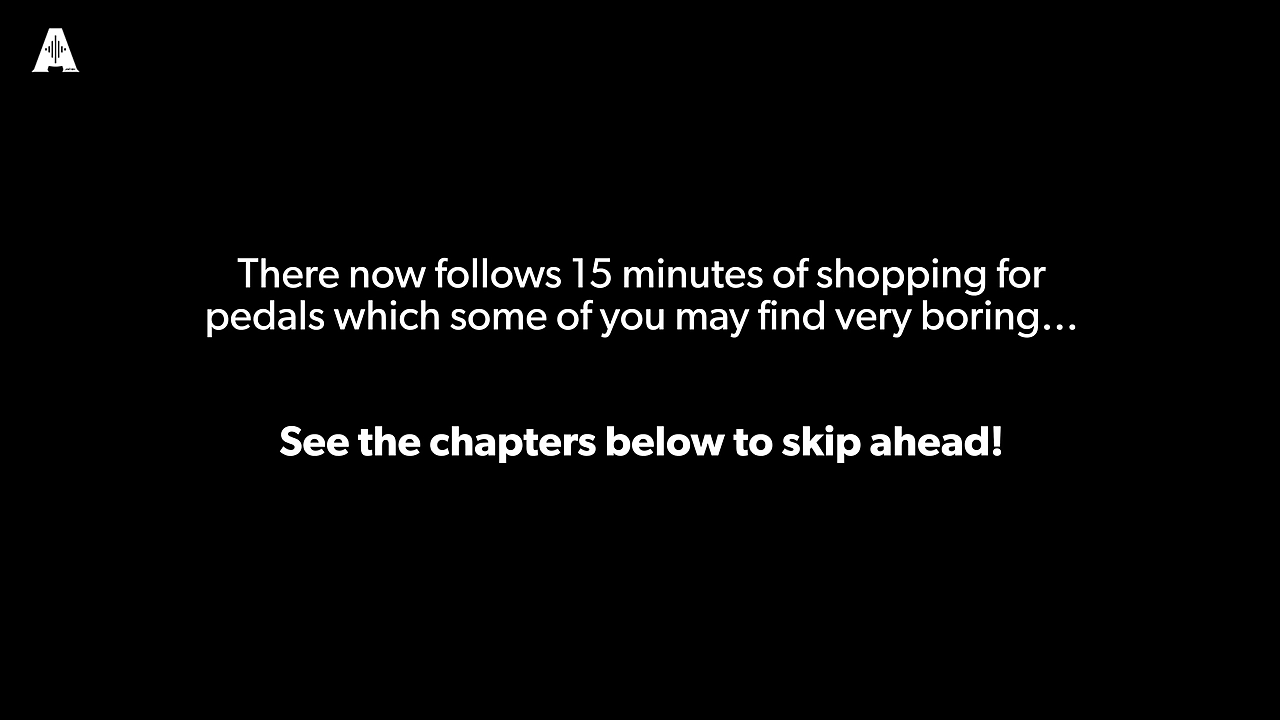 There now follows 15 minutes of shopping for
pedals which some of you may find very boring...
See the chapters below to skip ahead!